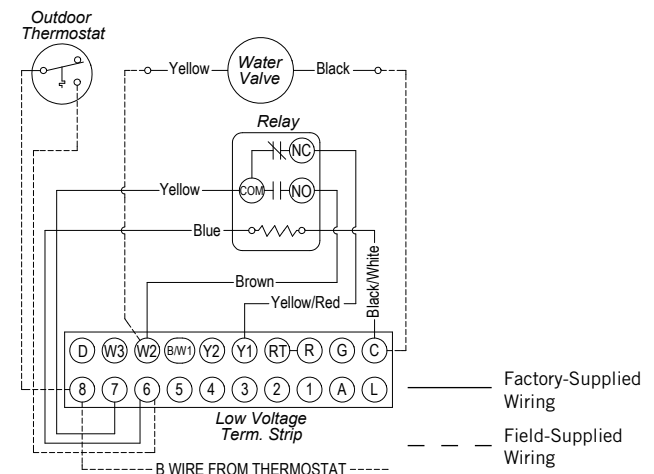 Outdoor
Thermostat
Yellow
Water
Valve
Black
Relay
NC
Yellow
COM
NO
Blue
Brown
Yellow/Red
Black/White
D W3 W2 B/W1 Y2 Y1 RT R G C
8 7 6 5 4 3 2 1 A L
Low Voltage
Term. Strip
B WIRE FROM THERMOSTAT
Factory-Supplied
Wiring
Field-Supplied
Wiring